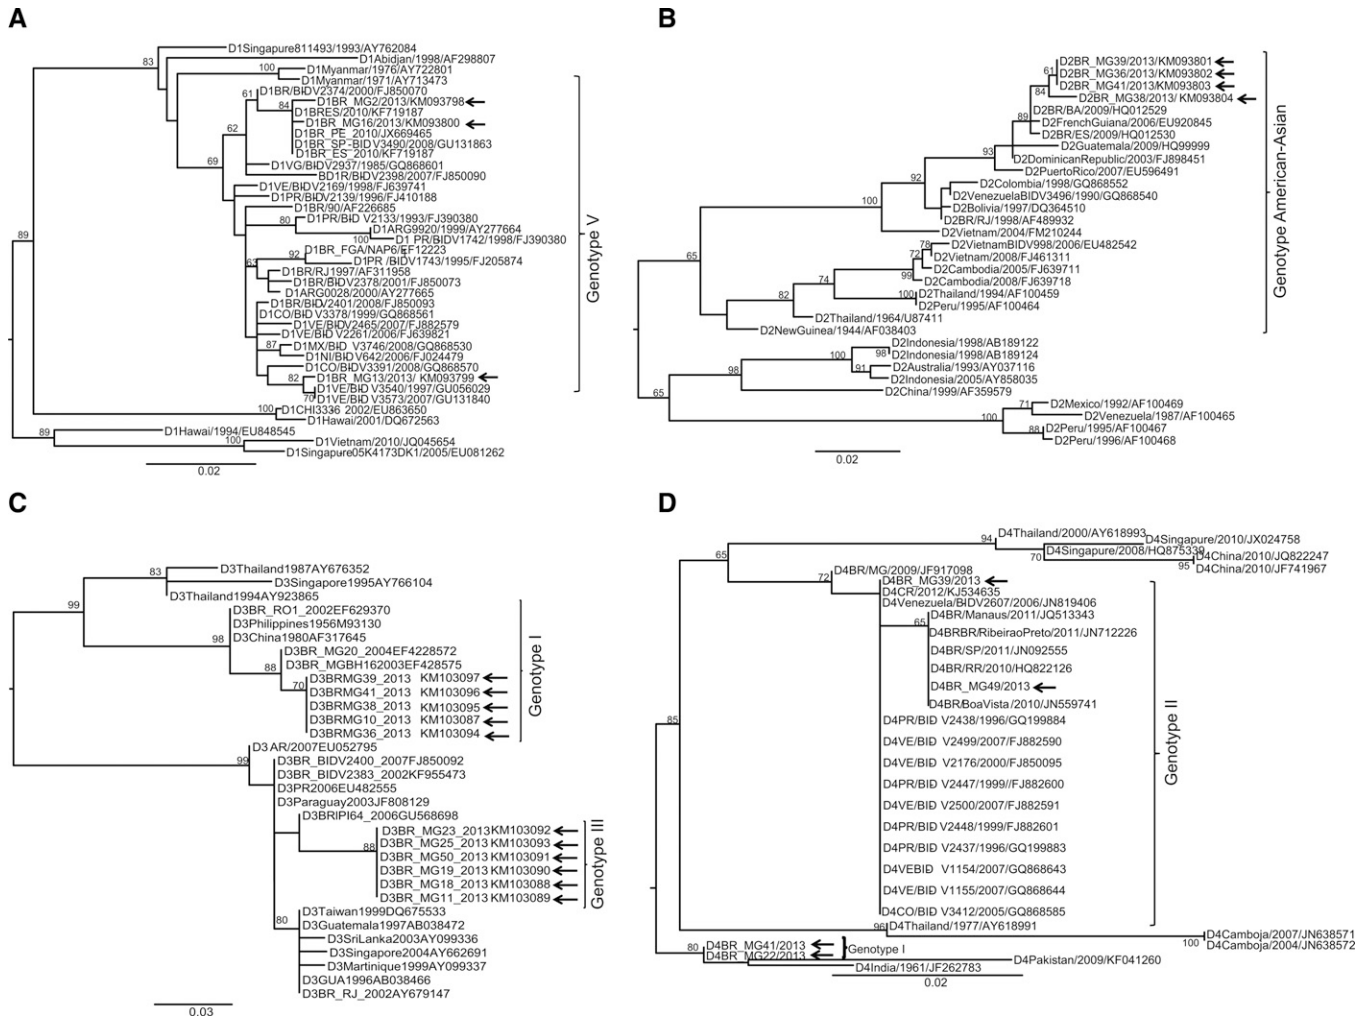 A
83
D1Singapure811493/1993/AY762084
D1Abidjan/1998/AF298807
100
D1Myanmar/1976/AY722801
D1Myanmar/1971/AY713473
61
D1BR/BIDV2374/2000/FJ850070
84
D1BR_MG2/2013/KM093798
D1BRES/2010/KF719187
D1BR_MG16/2013/KM093800
62
D1BR_PE_2010/JX669465
D1BR_SP-BIDV3490/2008/GU131863
D1BR_ES_2010/KF719187
69
D1VG/BIDV2937/1985/GQ868601
BD1R/BIDV2398/2007/FJ850090
D1VE/BIDV2169/1998/FJ639741
D1PR/BIDV2139/1996/FJ410188
D1BR/90/AF226685
80
D1PR/BID V2133/1993/FJ390380
D1ARG9920/1999/AY277664
100
D1 PR/BIDV1742/1998/FJ390380
89
92
D1BR_FGA/NAP6/EF12223
D1PR /BIDV1743/1995/FJ205874
63
D1BR/RJ1997/AF311958
D1BR/BIDV2378/2001/FJ850073
D1ARG0028/2000/AY277665
D1BR/BIDV2401/2008/FJ850093
D1CO/BID V3378/1999/GQ868561
D1VE/BIDV2465/2007/FJ882579
D1VE/BID V2261/2006/FJ639821
87
D1MX/BID V3746/2008/GQ868530
D1NI/BID V642/2006/FJ024479
D1CO/BIDV3391/2008/GQ868570
82
D1BR_MG13/2013/ KM093799
D1VE/BID V3540/1997/GU056029
70
D1VE/BID V3573/2007/GU131840
100
D1CHI3336 2002/EU863650
D1Hawai/2001/DQ672563
89
D1Hawai/1994/EU848545
100
D1Vietnam/2010/JQ045654
D1Singapure05K4173DK1/2005/EU081262
Genotype V
0.02
B
61
D2BR_MG39/2013/KM093801
D2BR_MG36/2013/KM093802
D2BR_MG41/2013/KM093803
84
D2BR_MG38/2013/ KM093804
D2BR/BA/2009/HQ012529
89
D2FrenchGuiana/2006/EU920845
D2BR/ES/2009/HQ012530
D2Guatemala/2009/HQ99999
93
D2DominicanRepublic/2003/FJ898451
D2PuertoRico/2007/EU596491
92
D2Colombia/1998/GQ868552
D2VenezuelaBIDV3496/1990/GQ868540
100
D2Bolivia/1997/DQ364510
D2BR/RJ/1998/AF489932
D2Vietnam/2004/FM210244
78
D2VietnamBIDV998/2006/EU482542
72
D2Vietnam/2008/FJ461311
65
D2Cambodia/2005/FJ639711
74
99
D2Cambodia/2008/FJ639718
82
100
D2Thailand/1994/AF100459
D2Peru/1995/AF100464
D2Thailand/1964/U87411
D2NewGuinea/1944/AF038403
D2Indonesia/1998/AB189122
100
98
D2Indonesia/1998/AB189124
98
91
D2Australia/1993/AY037116
D2Indonesia/2005/AY858035
D2China/1999/AF359579
65
71
D2Mexico/1992/AF100469
100
D2Venezuela/1987/AF100465
88
D2Peru/1995/AF100467
D2Peru/1996/AF100468
Genotype American-Asian
0.02
C
83
D3Thailand1987AY676352
D3Singapore1995AY766104
D3Thailand1994AY923865
99
D3BR_RO1_2002EF629370
D3Philippines1956M93130
98
D3China1980AF317645
D3BR_MG20_2004EF4228572
88
D3BR_MGBH162003EF428575
70
D3BRMG39_2013 KM103097
D3BRMG41_2013 KM103096
D3BRMG38_2013 KM103095
D3BRMG10_2013 KM103087
D3BRMG36_2013 KM103094
Genotype I
D3AR/2007EU052795
99
D3BR_BIDV2400_2007FJ850092
D3BR_BIDV2383_2002KF955473
D3PR2006EU482555
D3Paraguay2003JF808129
D3BRIPI64_2006GU568698
D3BR_MG23_2013KM103092
88
D3BR_MG25_2013KM103093
D3BR_MG50_2013KM103091
D3BR_MG19_2013KM103090
D3BR_MG18_2013KM103088
D3BR_MG11_2013KM103089
Genotype III
80
D3Taiwan1999DQ675533
D3Guatemala1997AB038472
D3SriLanka2003AY099336
D3Singapore2004AY662691
D3Martinique1999AY099337
D3GUA1996AB038466
D3BR_RJ_2002AY679147
0.03
D
94
D4Thailand/2000/AY618993
D4Singapure/2010/JX024758
65
70
D4Singapure/2008/HQ875339
D4China/2010/JQ822247
95
D4China/2010/JF741967
D4BR/MG/2009/JF917098
72
D4BR_MG39/2013
D4CR/2012/KJ534635
D4Venezuela/BIDV2607/2006/JN819406
D4BR/Manaus/2011/JQ513343
65
D4BRBR/RibeiraoPreto/2011/JN712226
D4BR/SP/2011/JN092555
D4BR/RR/2010/HQ822126
D4BR_MG49/2013
D4BR/BoaVista/2010/JN559741
85
D4PR/BID V2438/1996/GQ199884
D4VE/BID V2499/2007/FJ882590
D4VE/BID V2176/2000/FJ850095
D4PR/BID V2447/1999//FJ882600
D4VE/BID V2500/2007/FJ882591
D4PR/BID V2448/1999/FJ882601
D4PR/BID V2437/1996/GQ199883
D4VEBID V1154/2007/GQ868643
D4VE/BID V1155/2007/GQ868644
D4CO/BID V3412/2005/GQ868585
Genotype II
96
D4Thailand/1977/AY618991
D4Camboja/2007/JN638571
100
D4Camboja/2004/JN638572
80
D4BR_MG41/2013
D4BR_MG22/2013
Genotype I
D4Pakistan/2009/KF041260
D4India/1961/JF262783
0.02